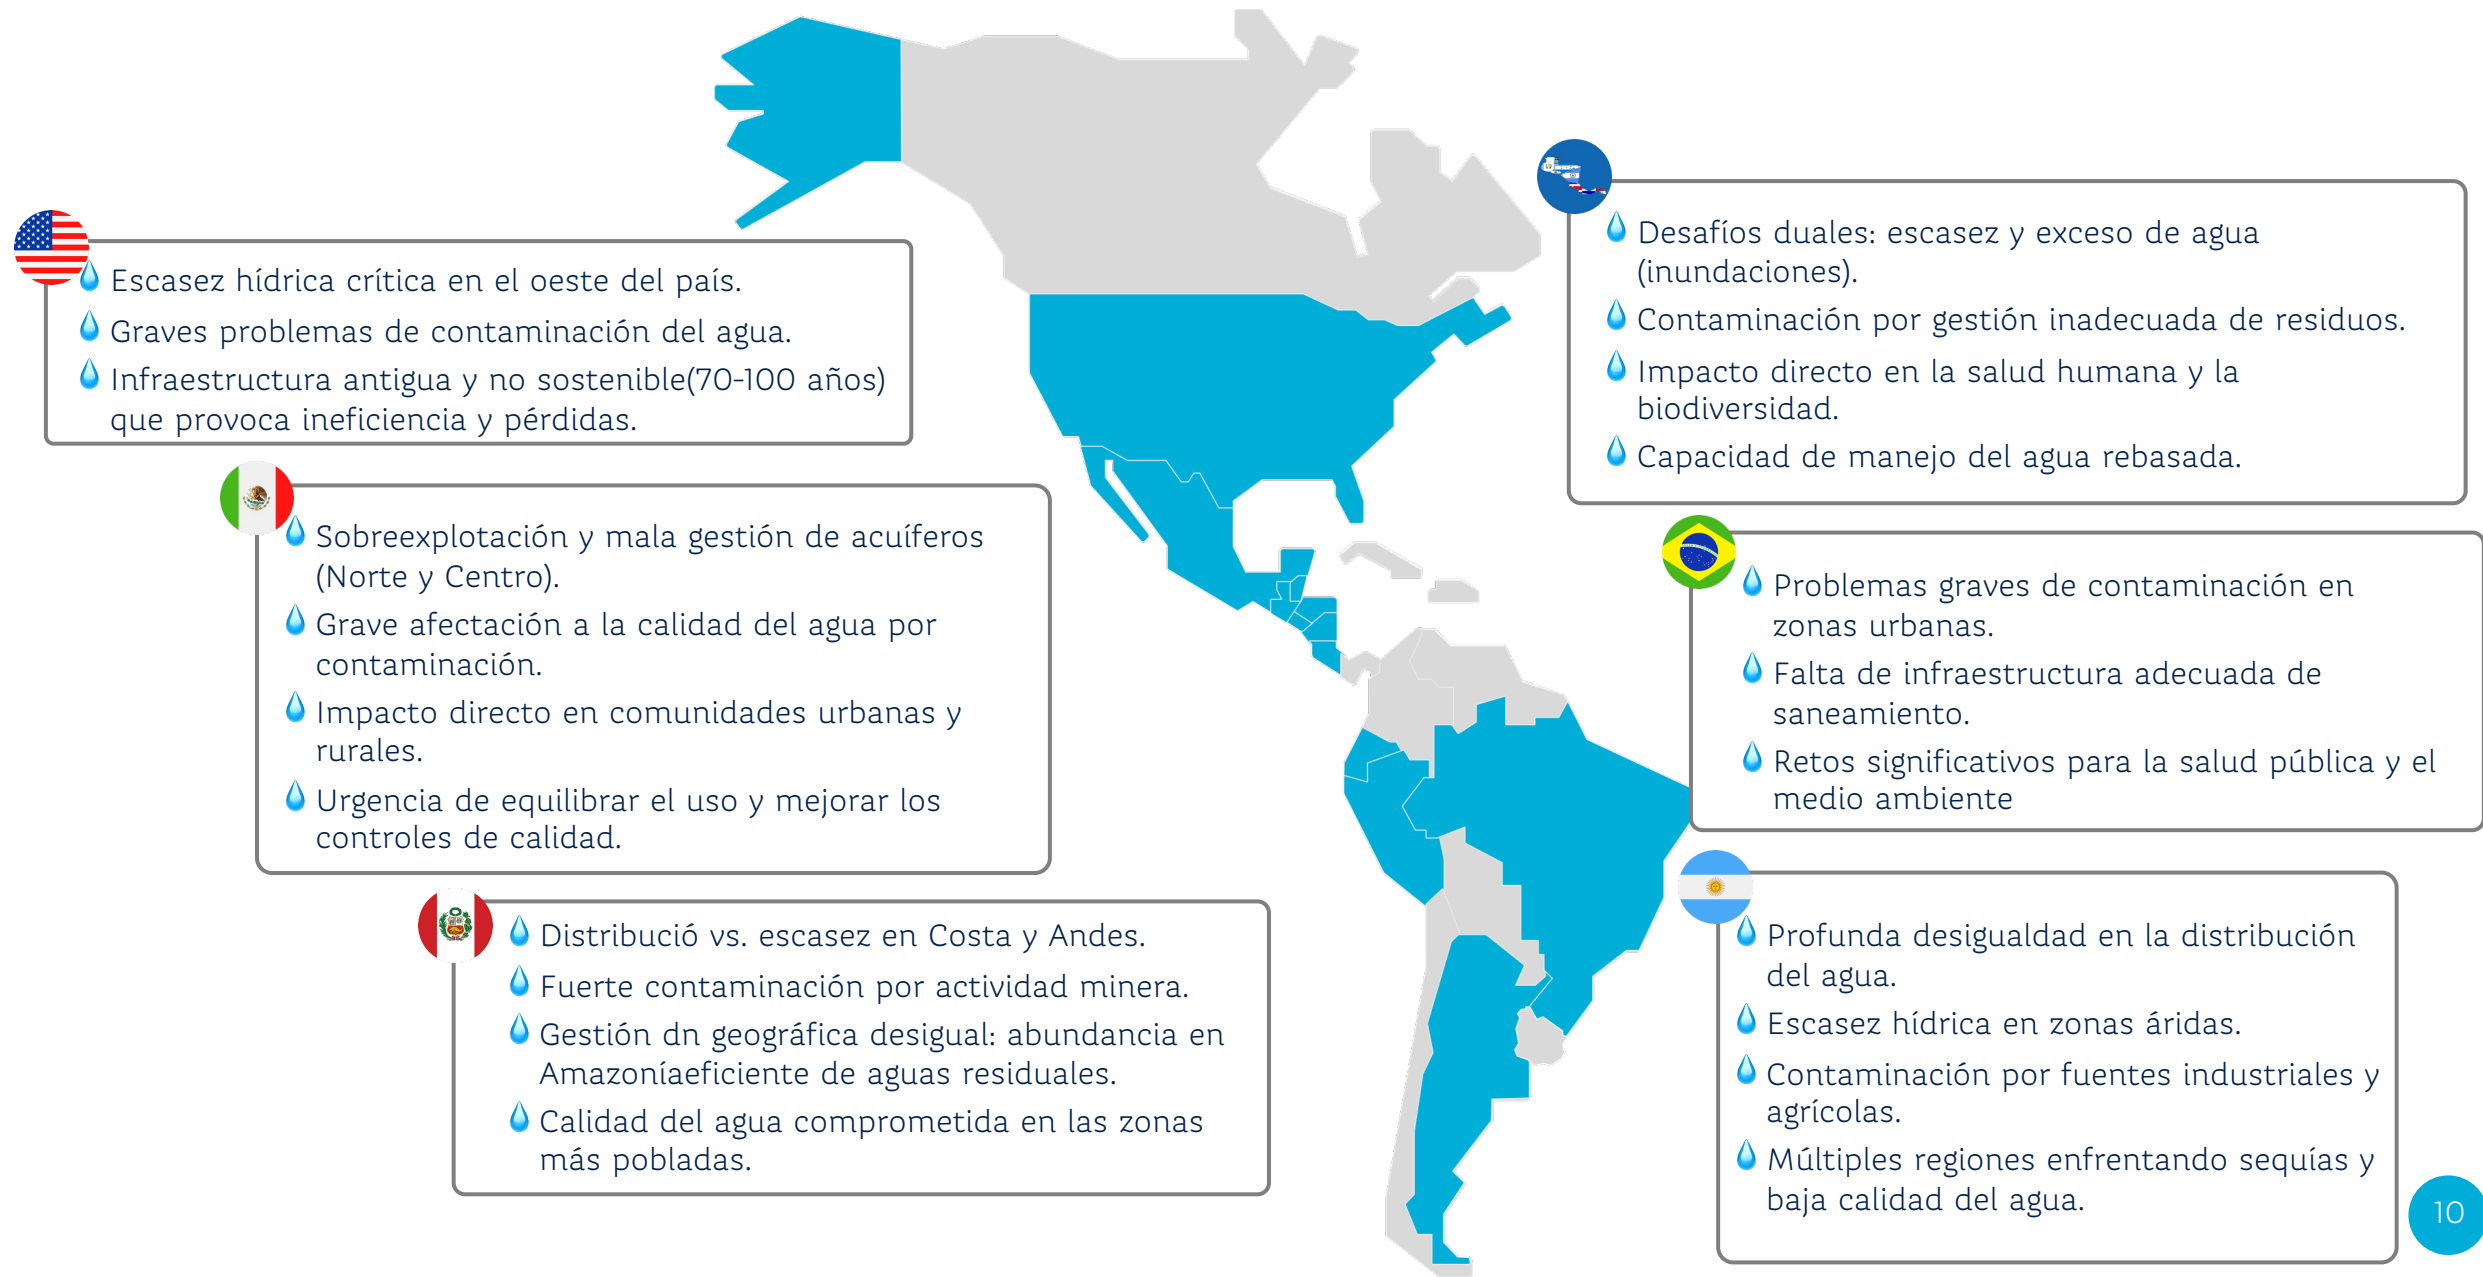 Escasez hídrica crítica en el oeste del país.
Graves problemas de contaminación del agua.
Infraestructura antigua y no sostenible(70-100 años)
que provoca ineficiencia y pérdidas.
Sobreexplotación y mala gestión de acuíferos
(Norte y Centro).
Grave afectación a la calidad del agua por
contaminación.
Impacto directo en comunidades urbanas y
rurales.
Urgencia de equilibrar el uso y mejorar los
controles de calidad.
Distribució vs. escasez en Costa y Andes.
Fuerte contaminación por actividad minera.
Gestión dn geográfica desigual: abundancia en
Amazoníaeficiente de aguas residuales.
Calidad del agua comprometida en las zonas
más pobladas.
Desafíos duales: escasez y exceso de agua
(inundaciones).
Contaminación por gestión inadecuada de residuos.
Impacto directo en la salud humana y la
biodiversidad.
Capacidad de manejo del agua rebasada.
Problemas graves de contaminación en
zonas urbanas.
Falta de infraestructura adecuada de
saneamiento.
Retos significativos para la salud pública y el
medio ambiente
Profunda desigualdad en la distribución
del agua.
Escasez hídrica en zonas áridas.
Contaminación por fuentes industriales y
agrícolas.
Múltiples regiones enfrentando sequías y
baja calidad del agua.
10